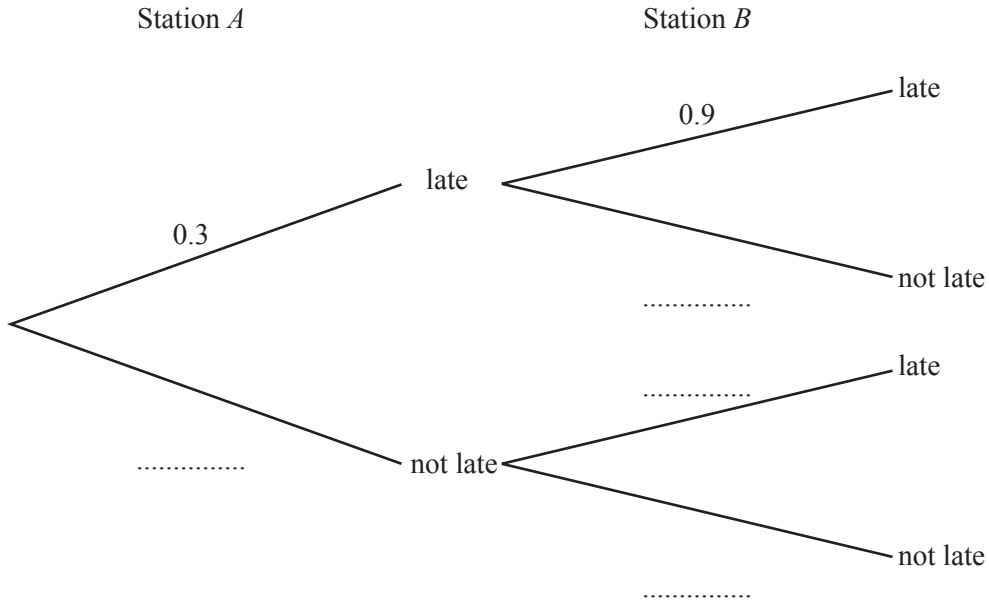 Station A
Station B
late
0.9
late
0.3
not late
...............
late
...............
not late
...............
not late
...............